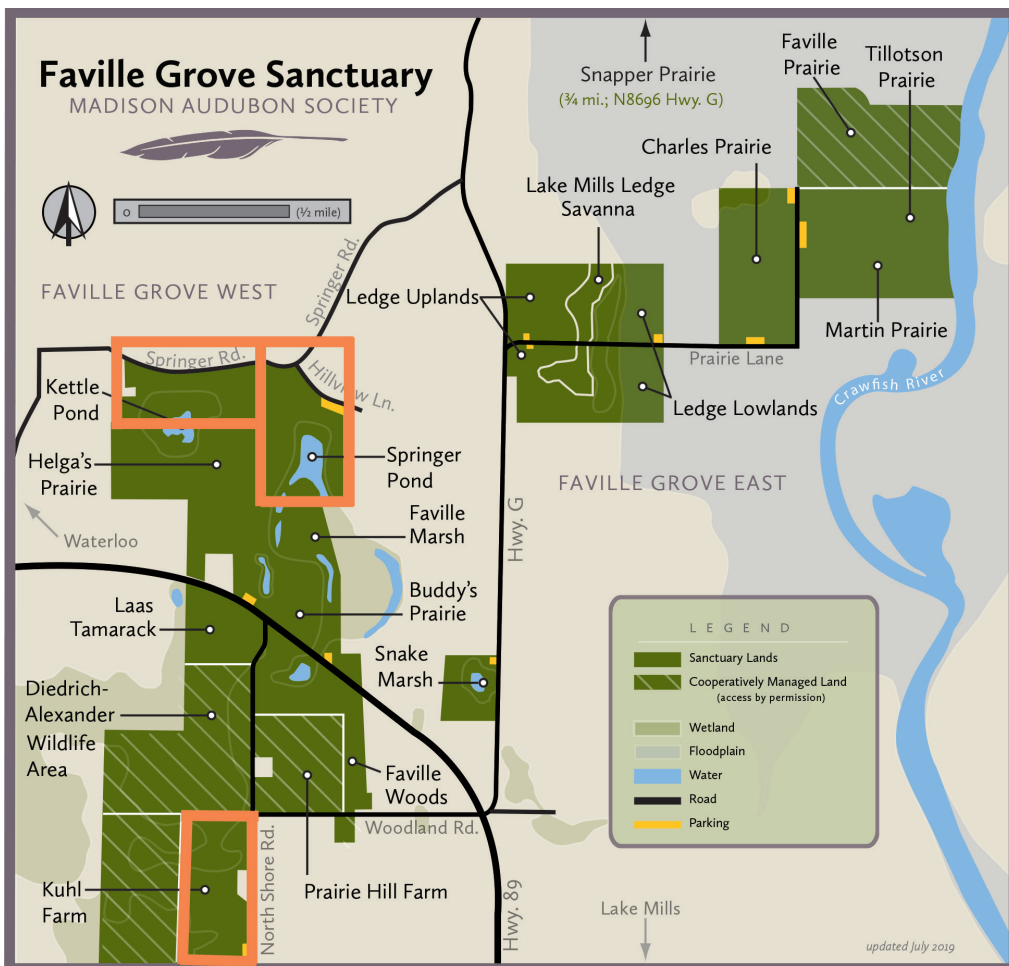 Faville Grove Sanctuary
MADISON AUDUBON SOCIETY
0
(½ mile)
Snapper Prairie
(¾ mi.; N8696 Hwy. G)
Faville
Prairie
Tillotson
Prairie
Charles Prairie
Lake Mills Ledge
Savanna
FAVILLE GROVE WEST
Springer Rd.
Ledge Uplands
Martin Prairie
Springer Rd.
Prairie Lane
Kettle
Pond
Hillview Ln.
Crawfish River
Ledge Lowlands
Helga's
Prairie
Springer
Pond
FAVILLE GROVE EAST
Waterloo
Faville
Marsh
Hwy. G
Laas
Tamarack
Buddy's
Prairie
Snake
Marsh
Diedrich-
Alexander
Wildlife
Area
Faville
Woods
Woodland Rd.
Kuhl
Farm
North Shore Rd.
Prairie Hill Farm
Hwy. 89
Lake Mills
LEGEND
Sanctuary Lands
Cooperatively Managed Land
(access by permission)
Wetland
Floodplain
Water
Road
Parking
updated July 2019